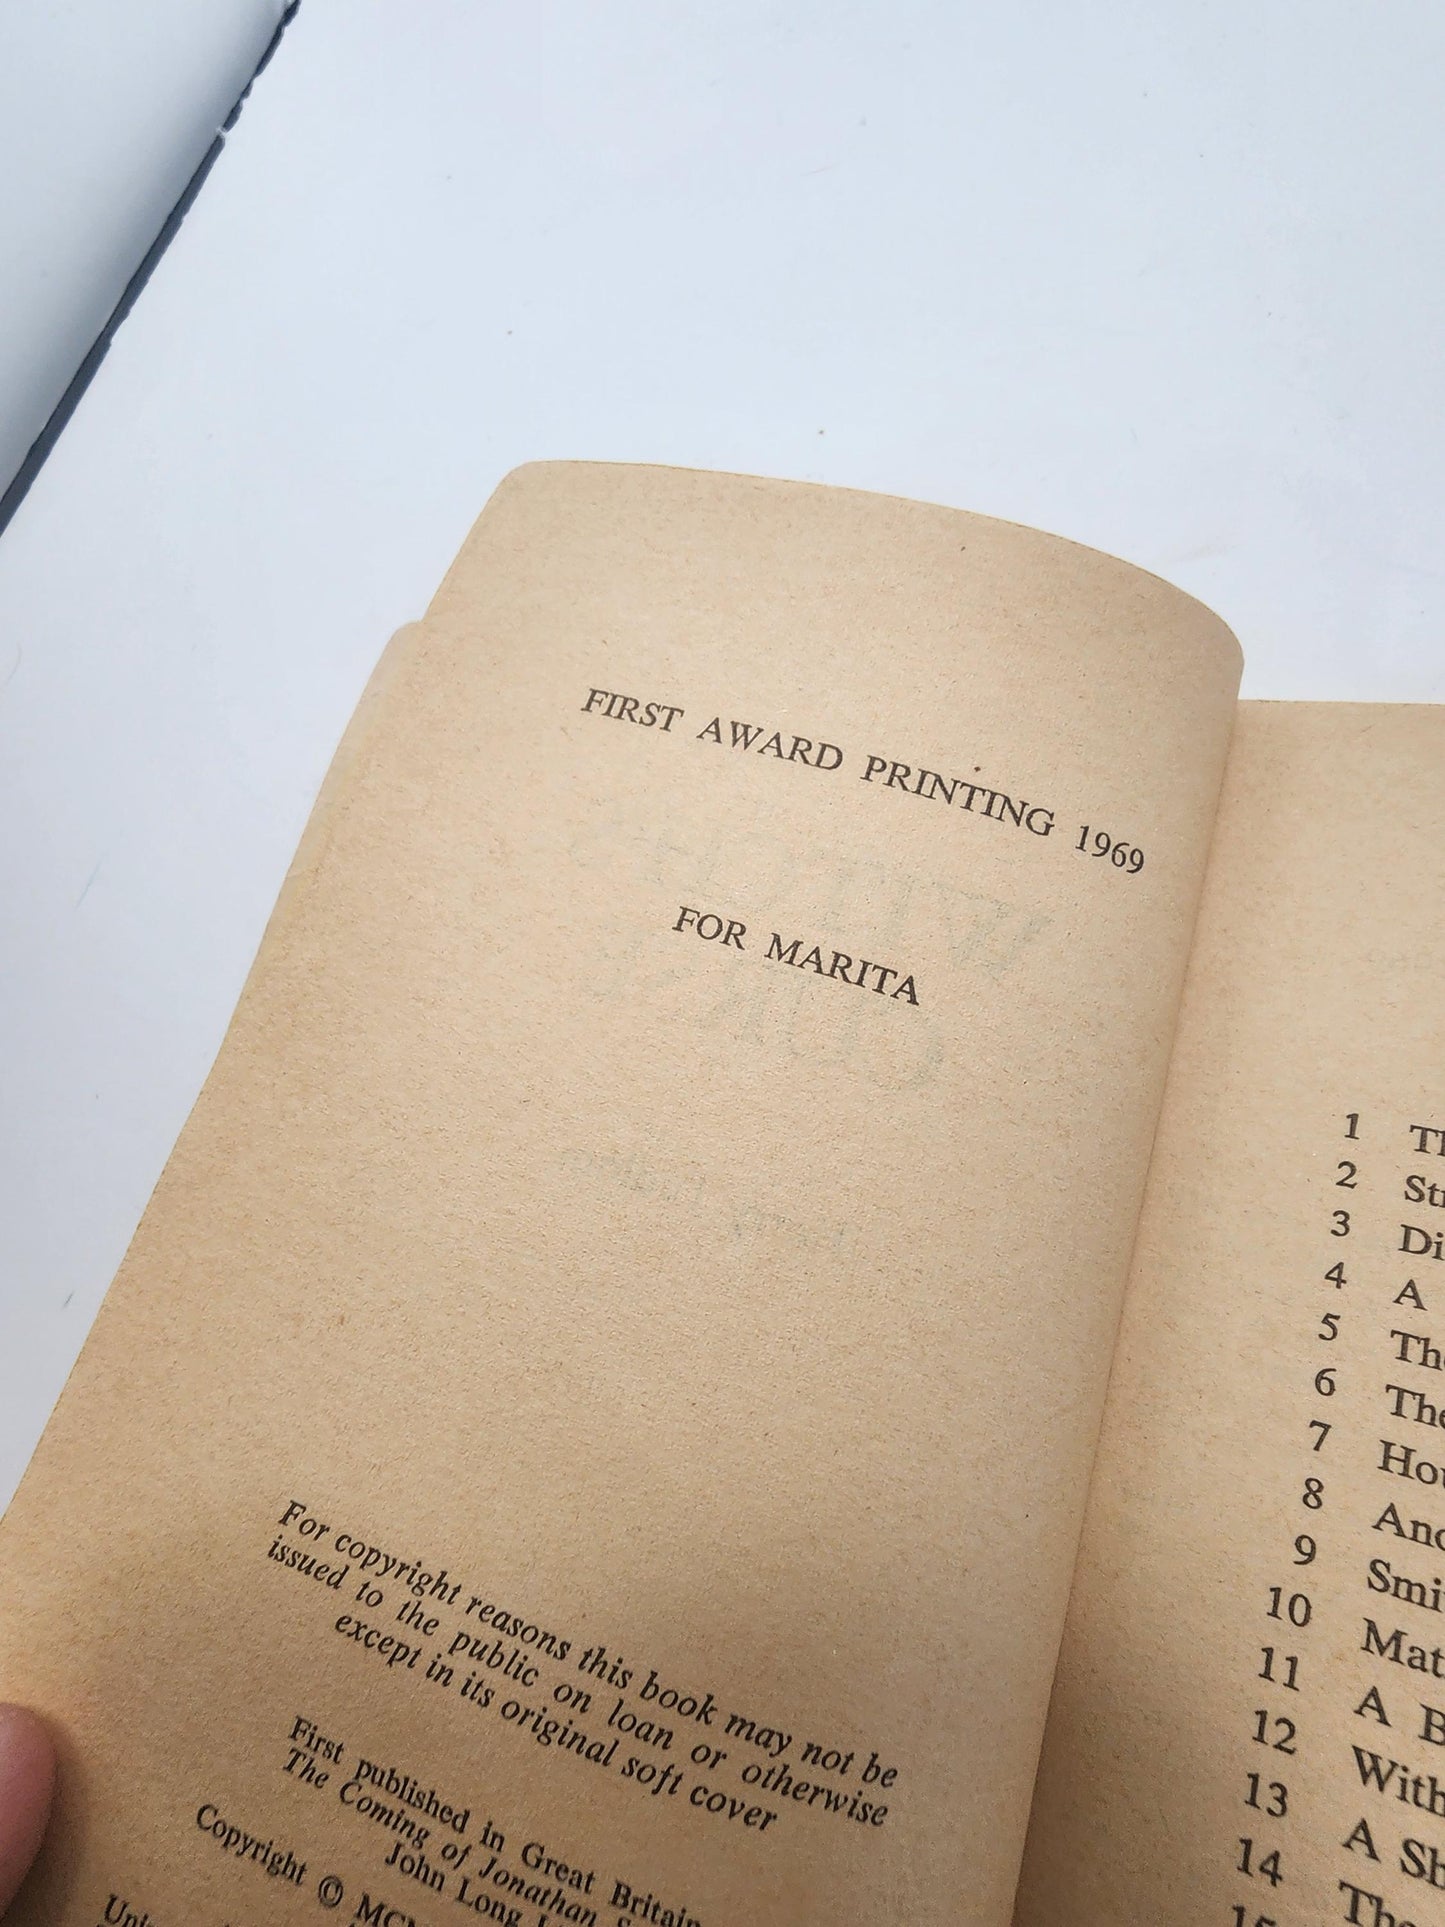 FIRST AWARD PRINTING 1969
FOR MARITA
For copyright reasons this book may not be
issued to the public on loan or otherwise
except in its original soft cover
First published in Great Britain
The Coming of Jonathan
John Long
Copyright ©
1
2
3
4 A
5
6 The
7
8
9
10
11 A
12 With
13 A
14